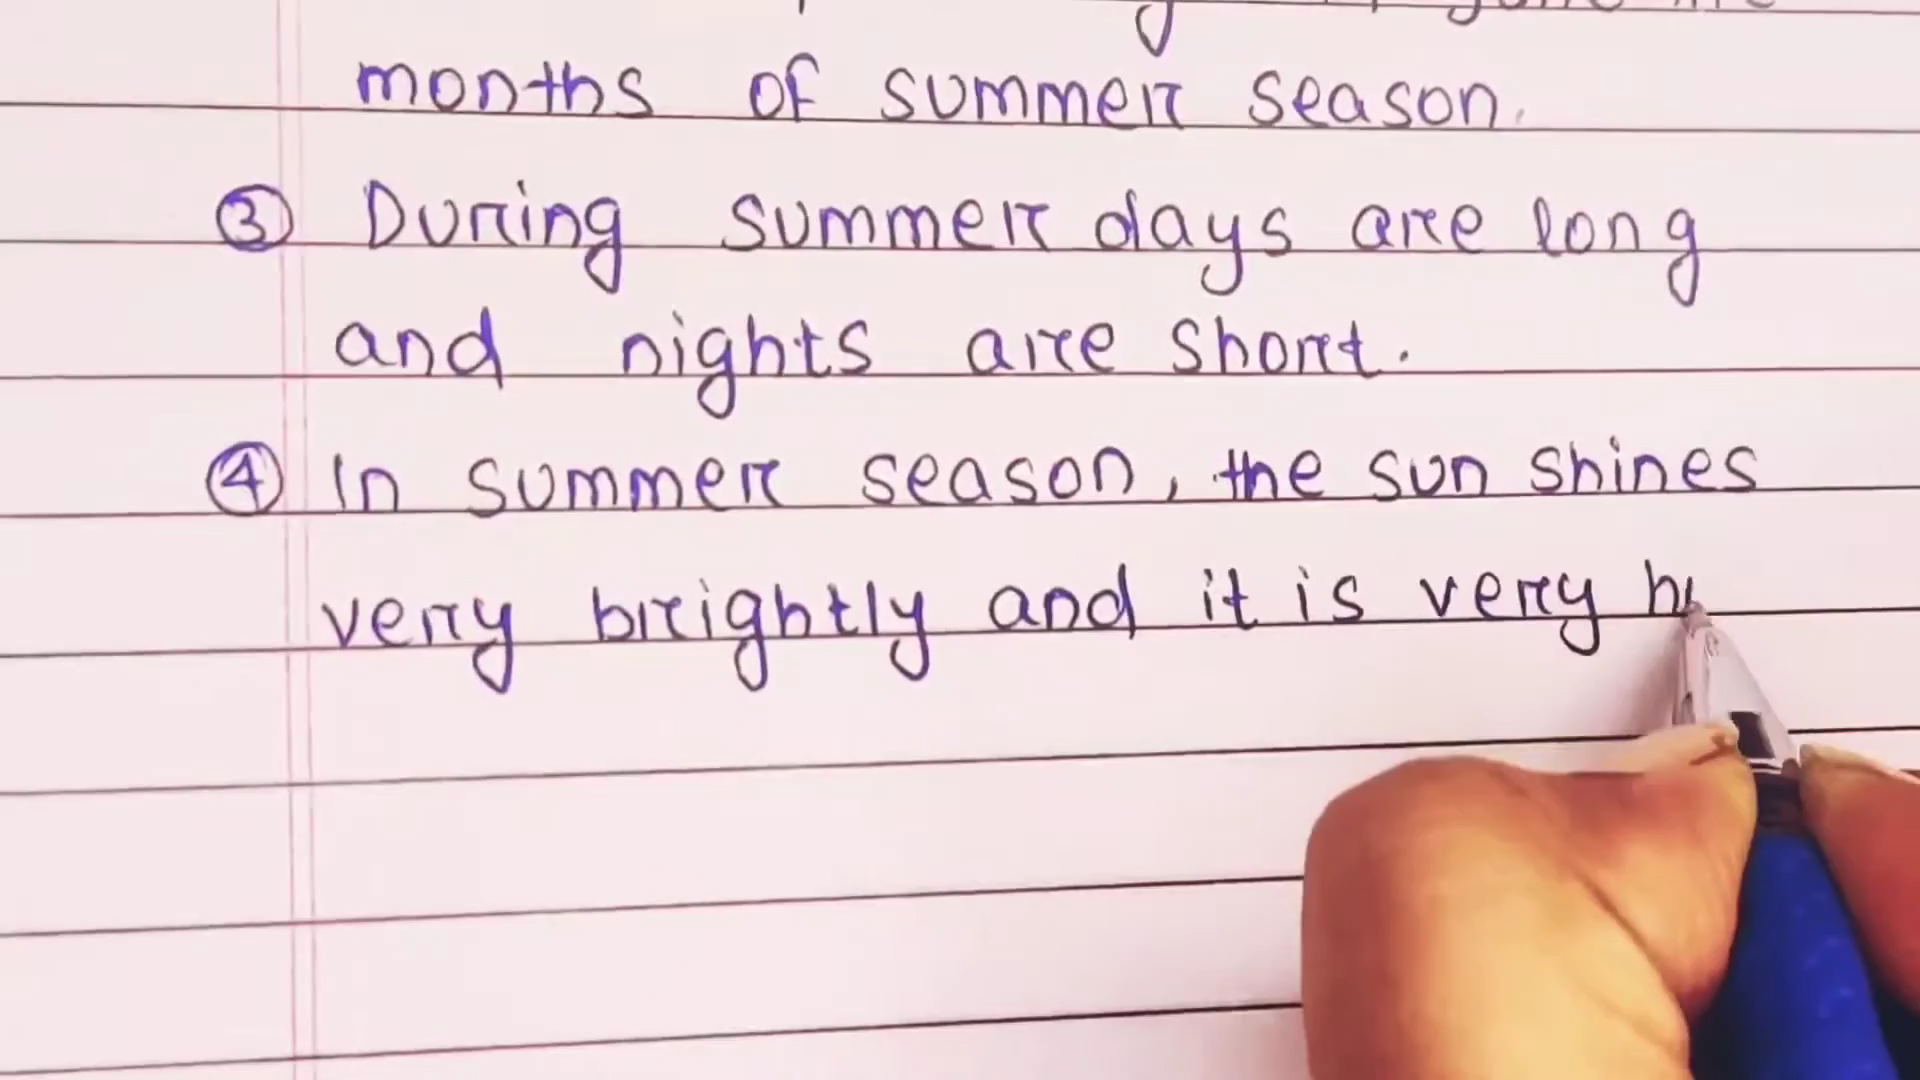 months of summer season.
③ During summer days are long
and nights are short.
④ In summer season, the sun shines
very brightly and it is very